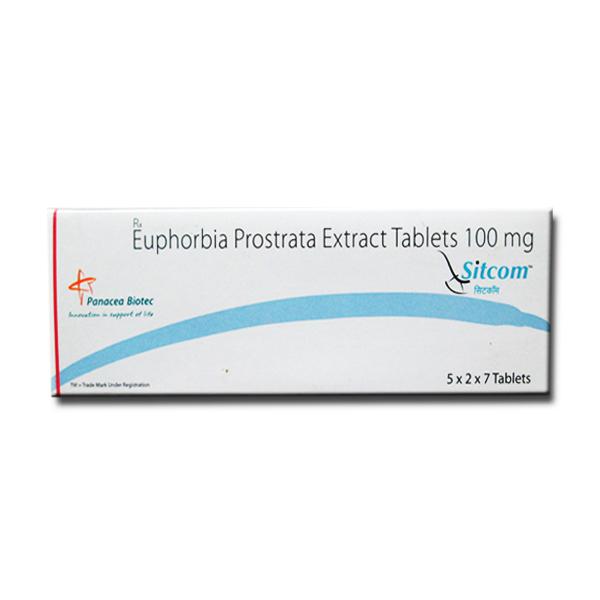 Rx
Euphorbia Prostrata Extract Tablets 100 mg
Sitcom™
सिटकॉम
Panacea Biotec
Innovation in support of life
TM = Trade Mark Under Registration
5 x 2 x 7 Tablets